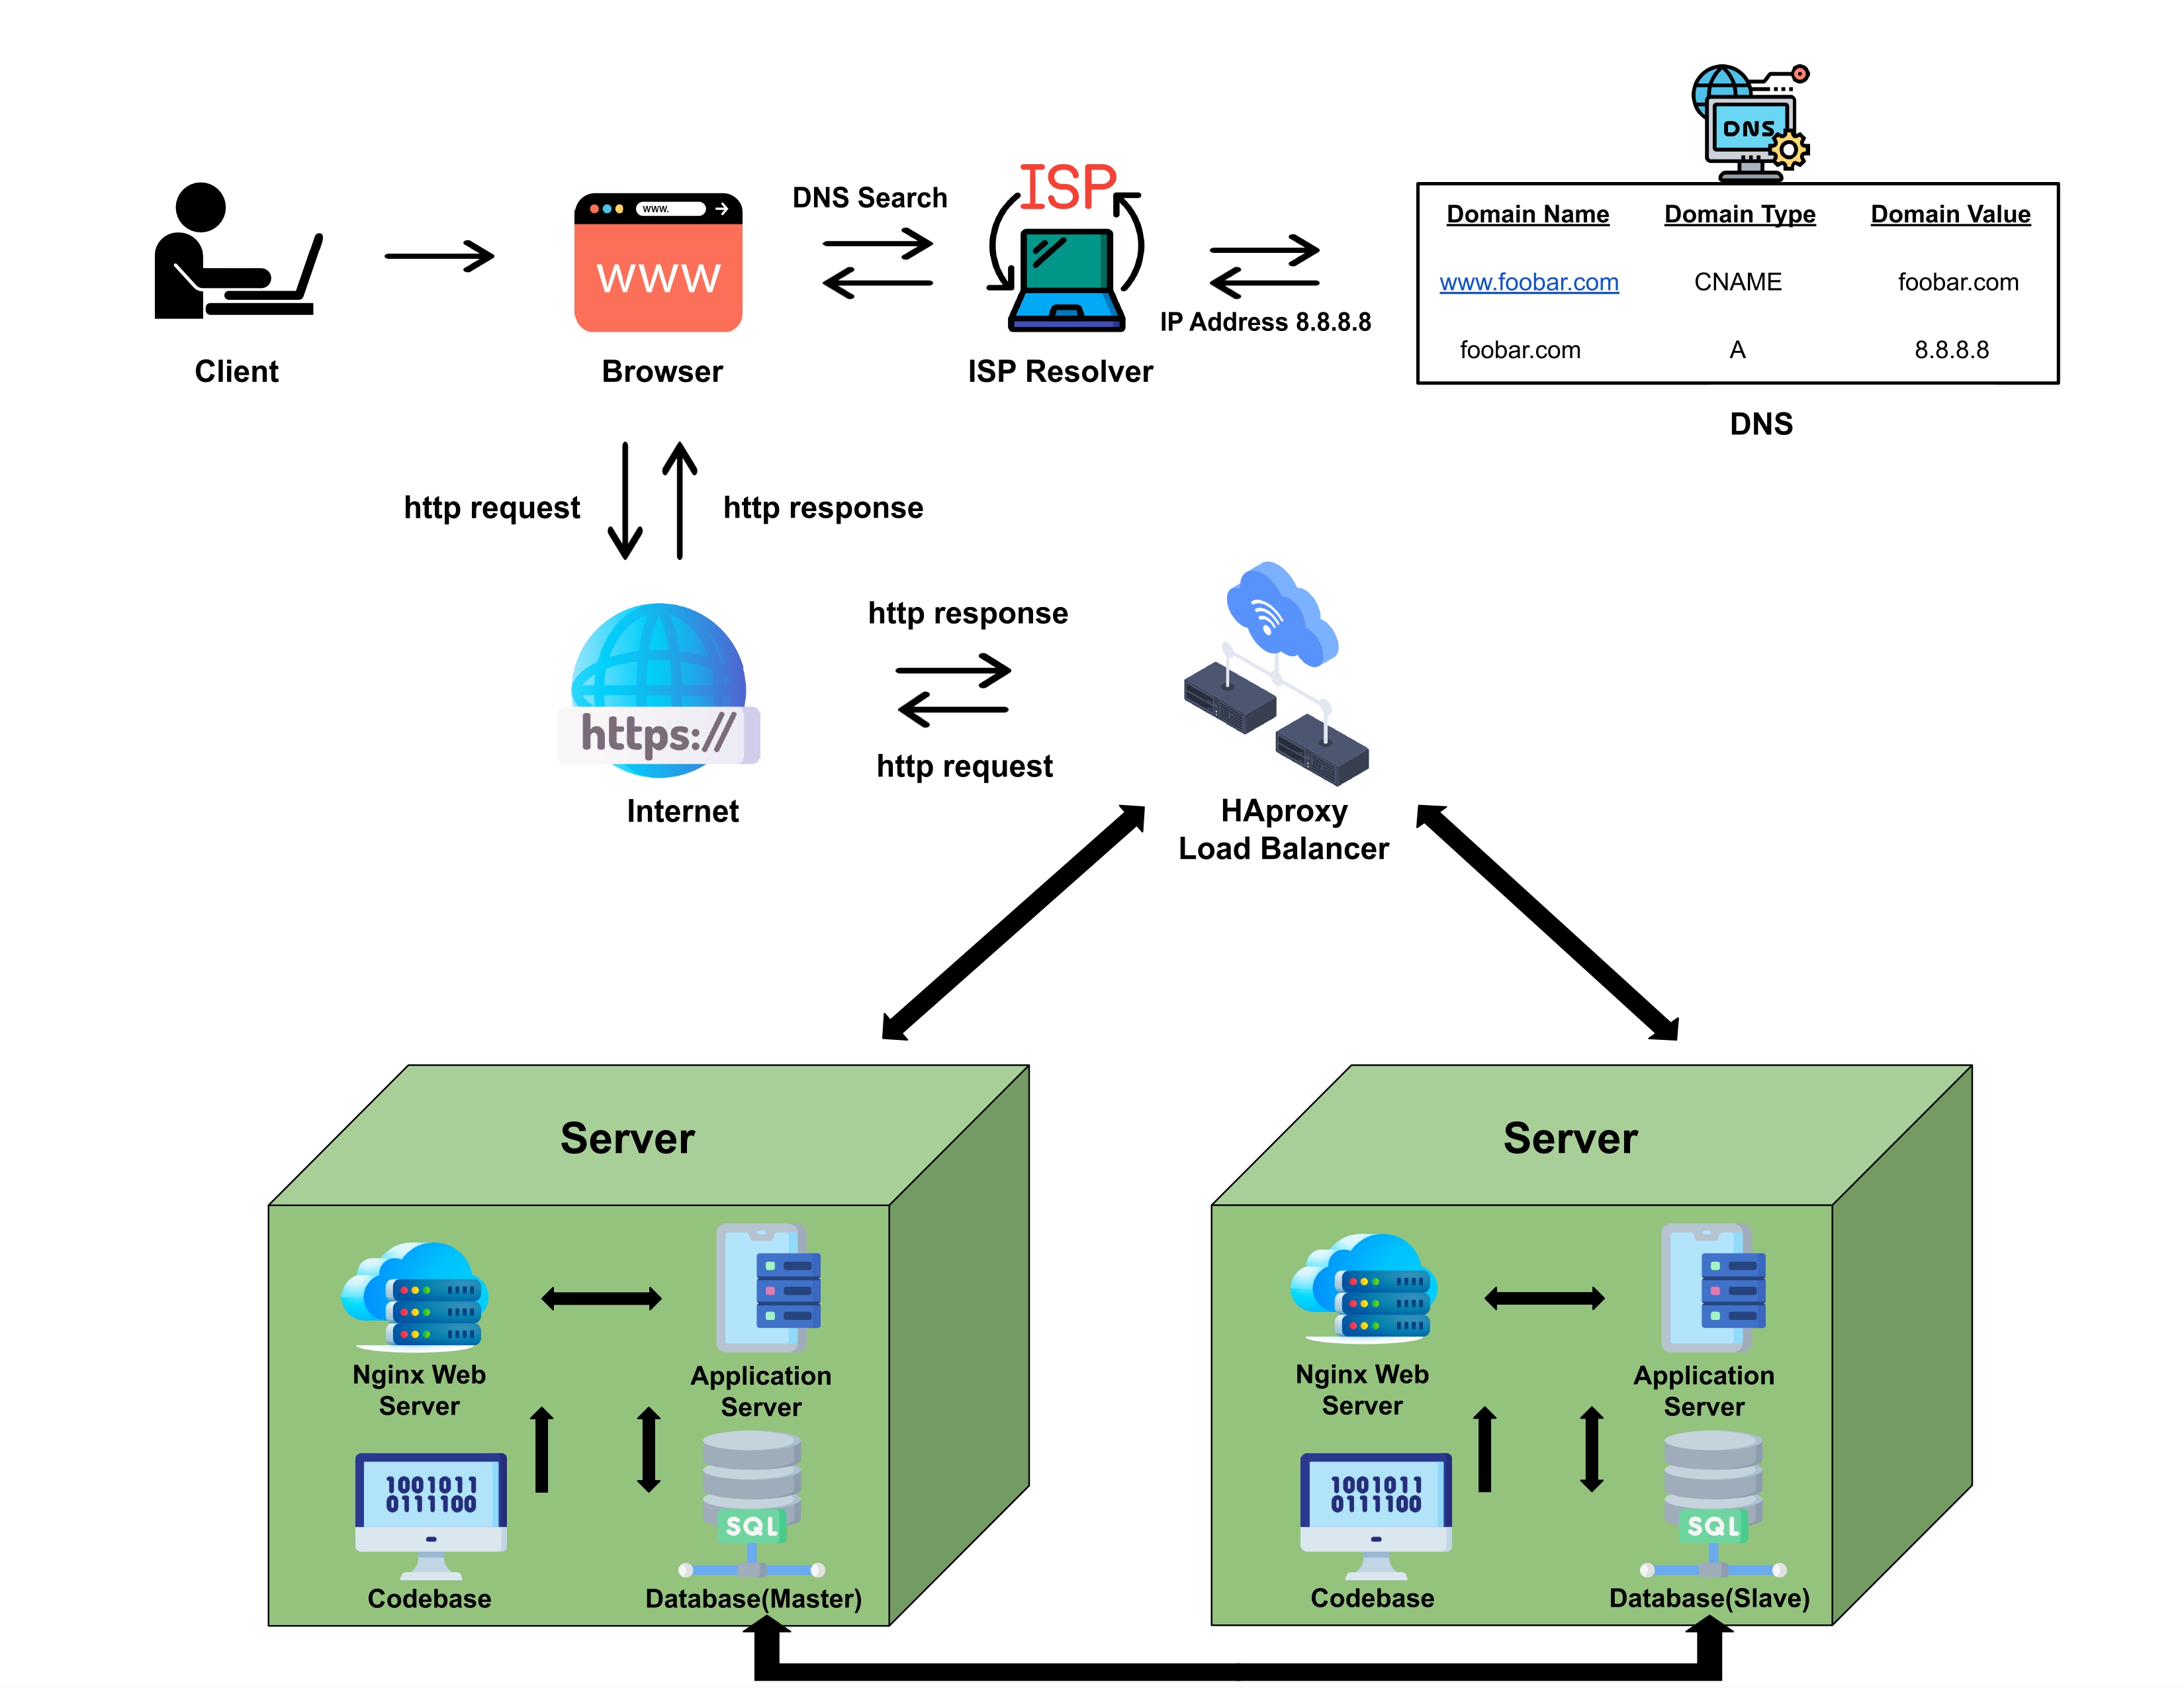 DNS
ISP
www.
www
DNS Search
Domain Name Domain Type Domain Value
www.foobar.com CNAME foobar.com
foobar.com A 8.8.8.8
IP Address 8.8.8.8
Client
Browser
ISP Resolver
DNS
http request
http response
http response
https://
http request
Internet
HAproxy
Load Balancer
Server
Nginx Web
Server
Application
Server
1001011
0111100
SQL
Codebase
Database(Master)
Server
Nginx Web
Server
Application
Server
1001011
0111100
SQL
Codebase
Database(Slave)